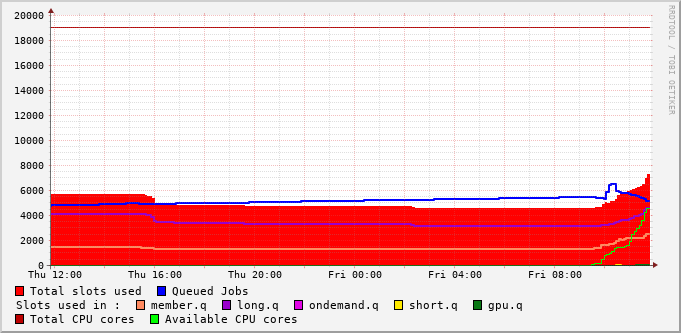 20000
18000
16000
14000
12000
10000
8000
6000
4000
2000
0
Thu 12:00 Thu 16:00 Thu 20:00 Fri 00:00 Fri 04:00 Fri 08:00
Total slots used Queued Jobs
Slots used in : member.q long.q ondemand.q short.q gpu.q
Total CPU cores Available CPU cores
RRDTOOL / TOBI OETIKER